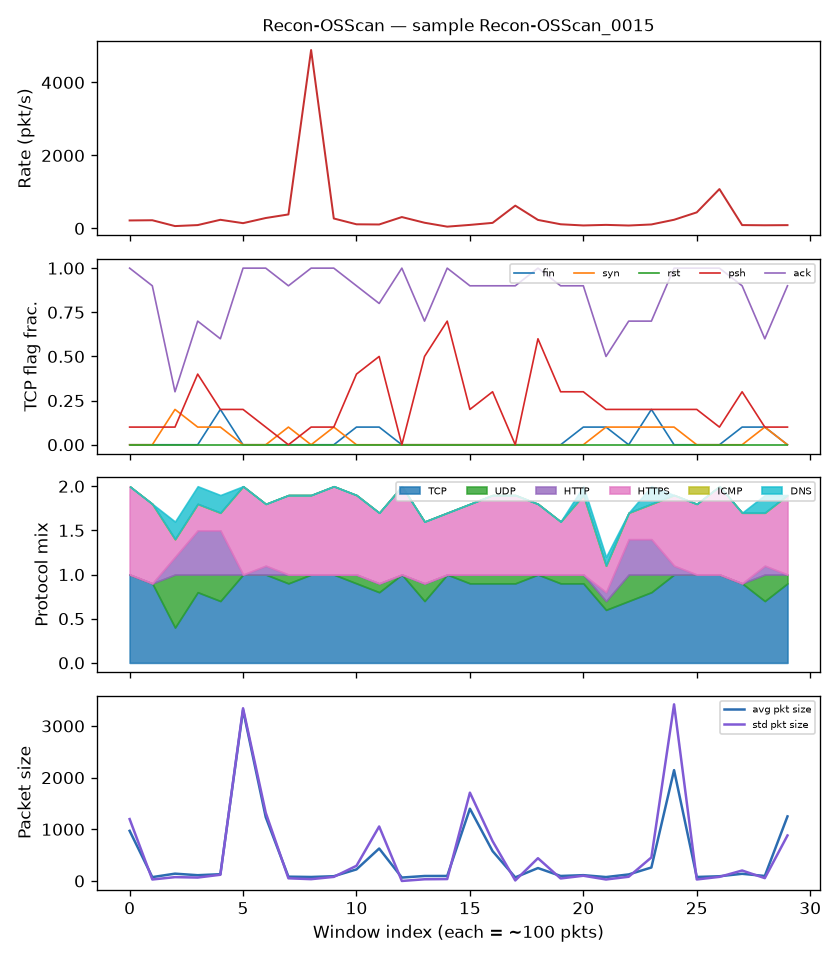 Recon-OSScan — sample Recon-OSScan_0015
Rate (pkt/s)
4000
2000
0
TCP flag frac.
1.00
0.75
0.50
0.25
0.00
fin syn rst psh ack
Protocol mix
2.0
1.5
1.0
0.5
0.0
TCP UDP HTTP HTTPS ICMP DNS
Packet size
3000
2000
1000
0
avg pkt size
std pkt size
0 5 10 15 20 25 30
Window index (each = ~100 pkts)